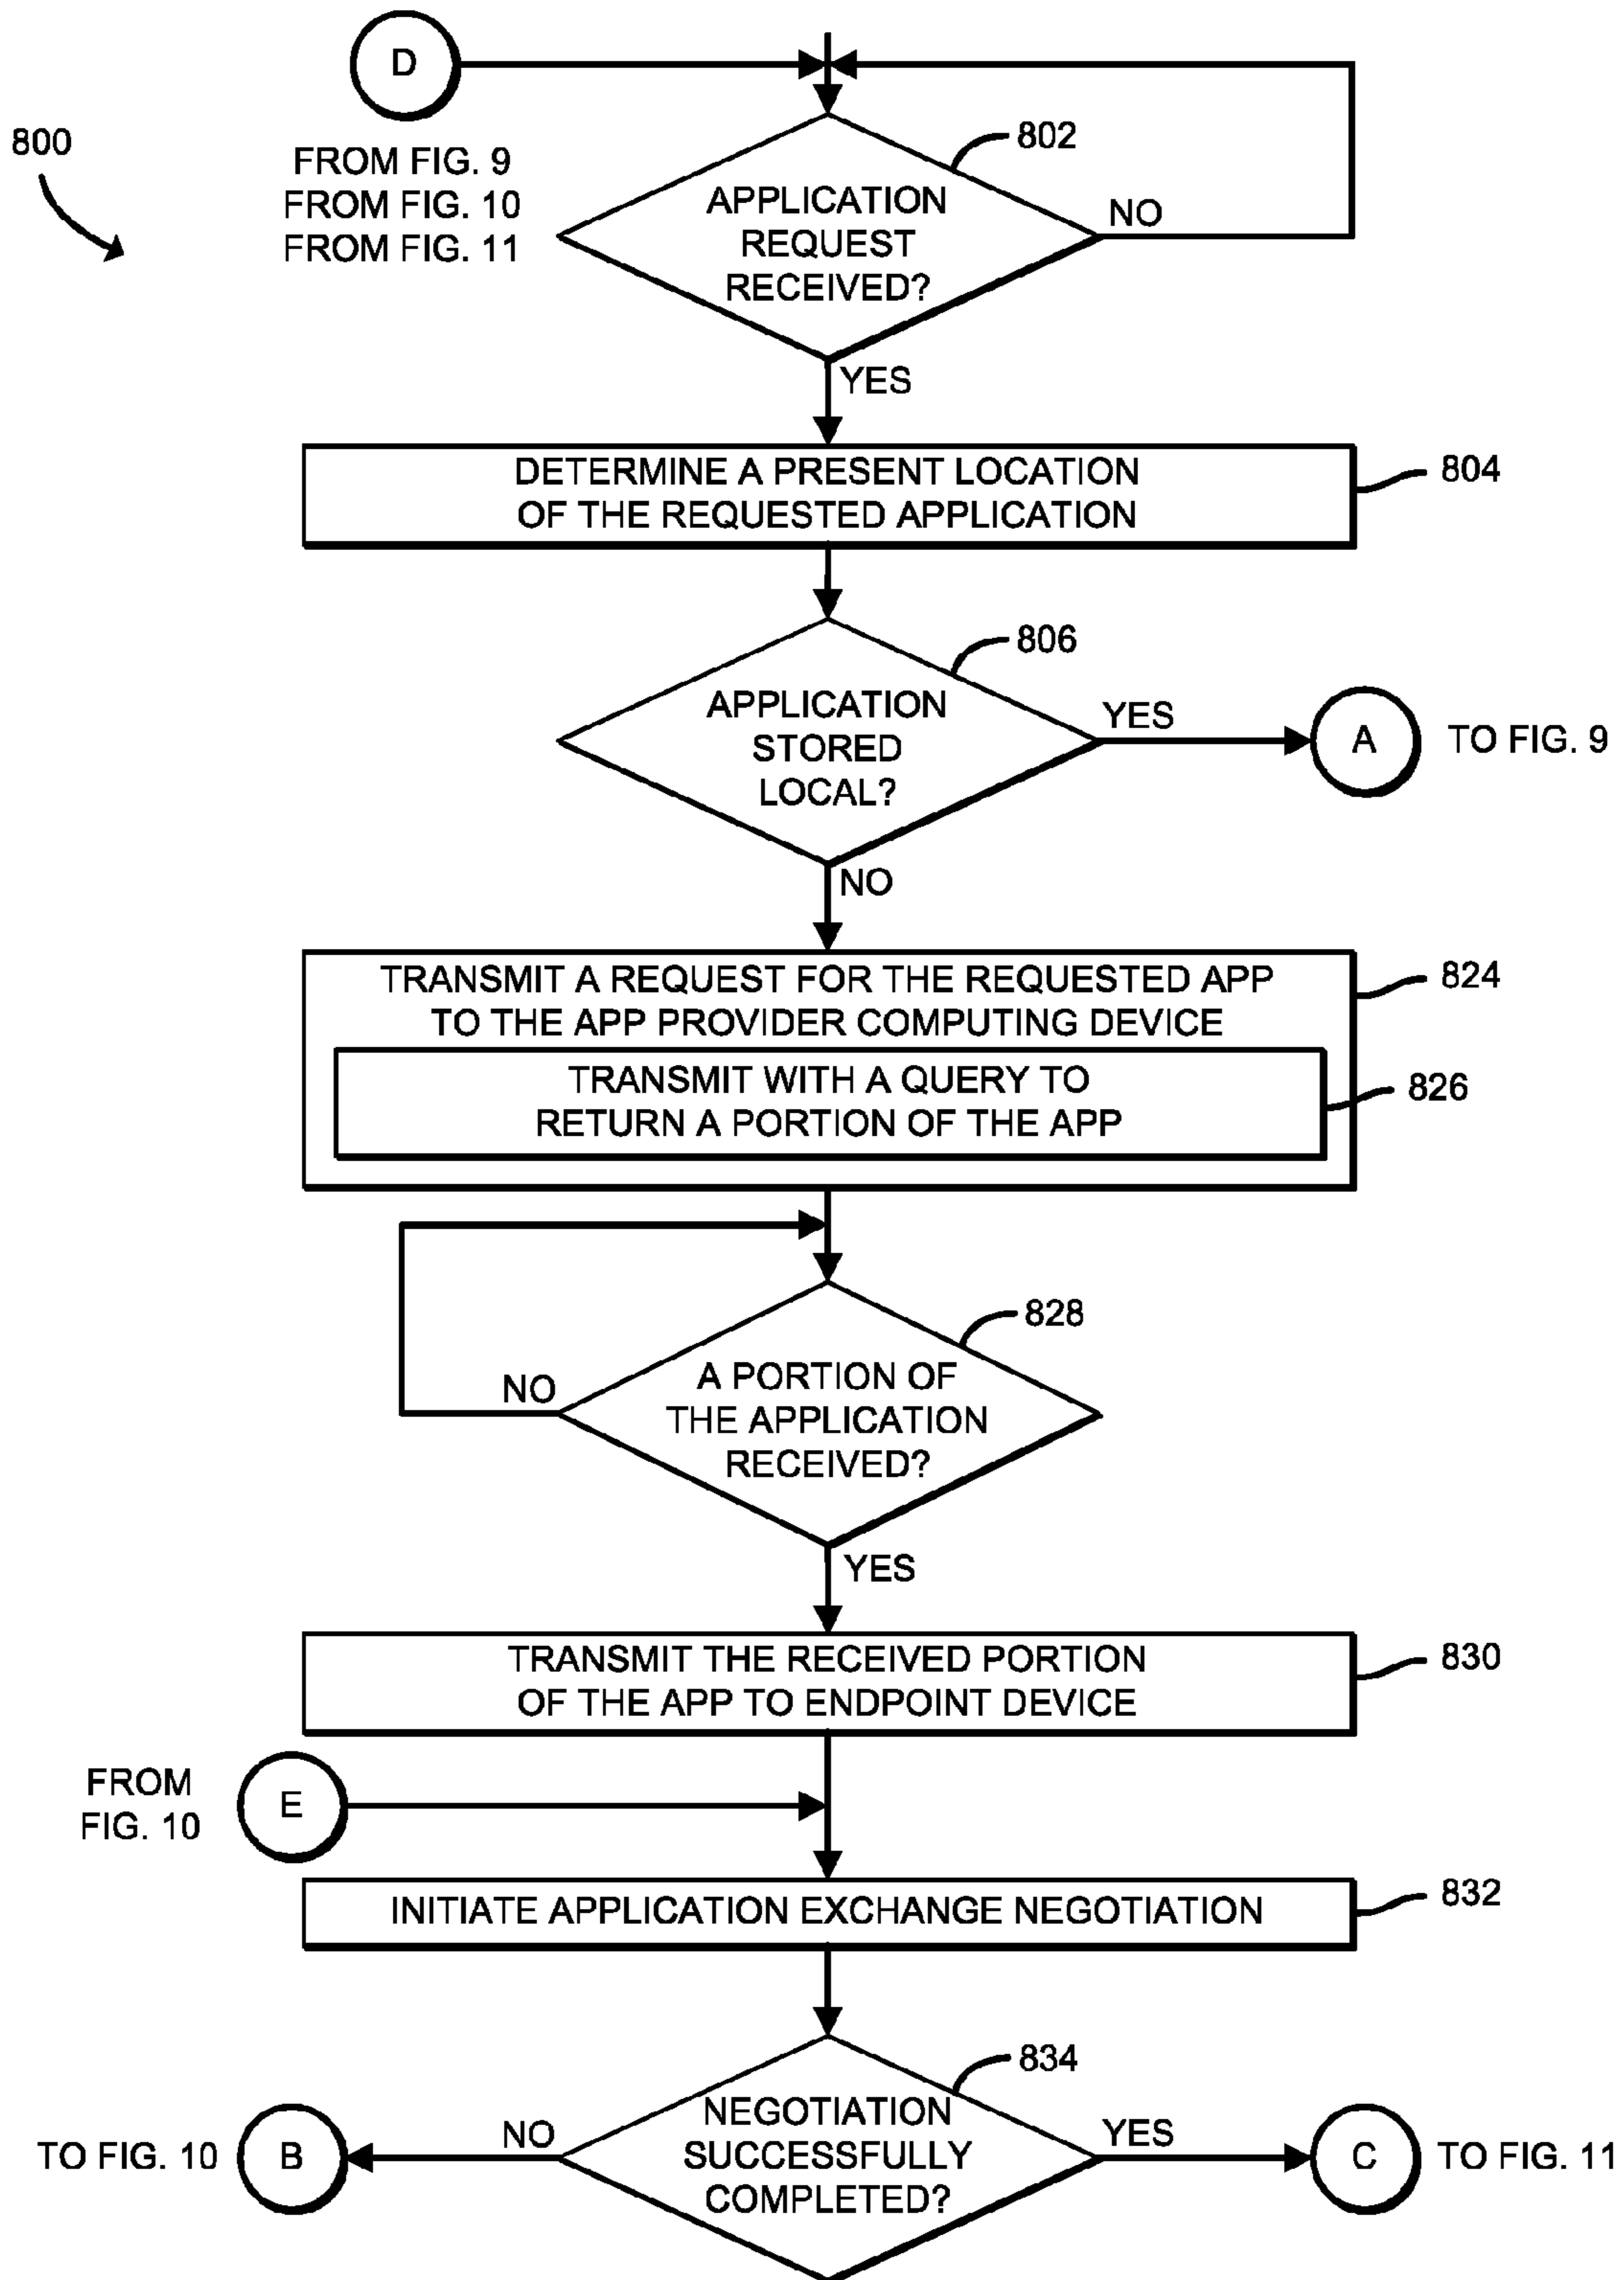 D
800
FROM FIG. 9
FROM FIG. 10
FROM FIG. 11
802
APPLICATION
REQUEST
RECEIVED?
NO
YES
DETERMINE A PRESENT LOCATION
OF THE REQUESTED APPLICATION
804
806
APPLICATION
STORED
LOCAL?
YES
A
TO FIG. 9
NO
TRANSMIT A REQUEST FOR THE REQUESTED APP
TO THE APP PROVIDER COMPUTING DEVICE
824
TRANSMIT WITH A QUERY TO
RETURN A PORTION OF THE APP
826
828
A PORTION OF
THE APPLICATION
RECEIVED?
NO
YES
TRANSMIT THE RECEIVED PORTION
OF THE APP TO ENDPOINT DEVICE
830
FROM
FIG. 10
E
INITIATE APPLICATION EXCHANGE NEGOTIATION
832
834
NEGOTIATION
SUCCESSFULLY
COMPLETED?
NO
B
TO FIG. 10
YES
C
TO FIG. 11